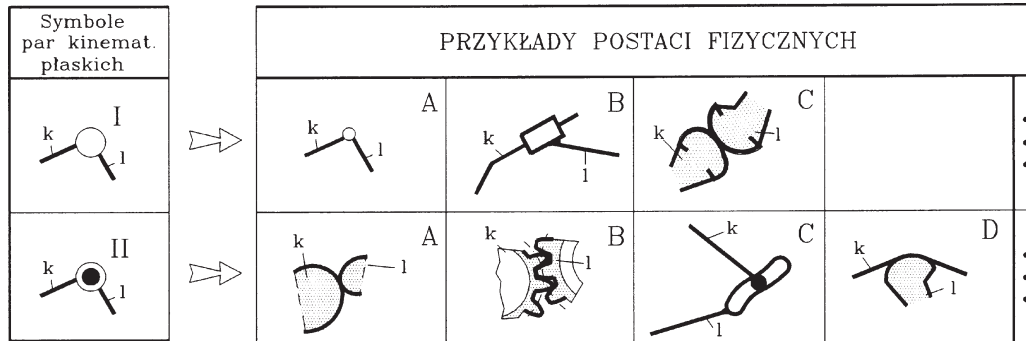 Symbole
par kinemat.
płaskich
PRZYKŁADY POSTACI FIZYCZNYCH
I
k
l
A
k
l
B
k
l
C
k
l
II
k
l
A
k
l
B
k
l
C
k
l
D
k
l